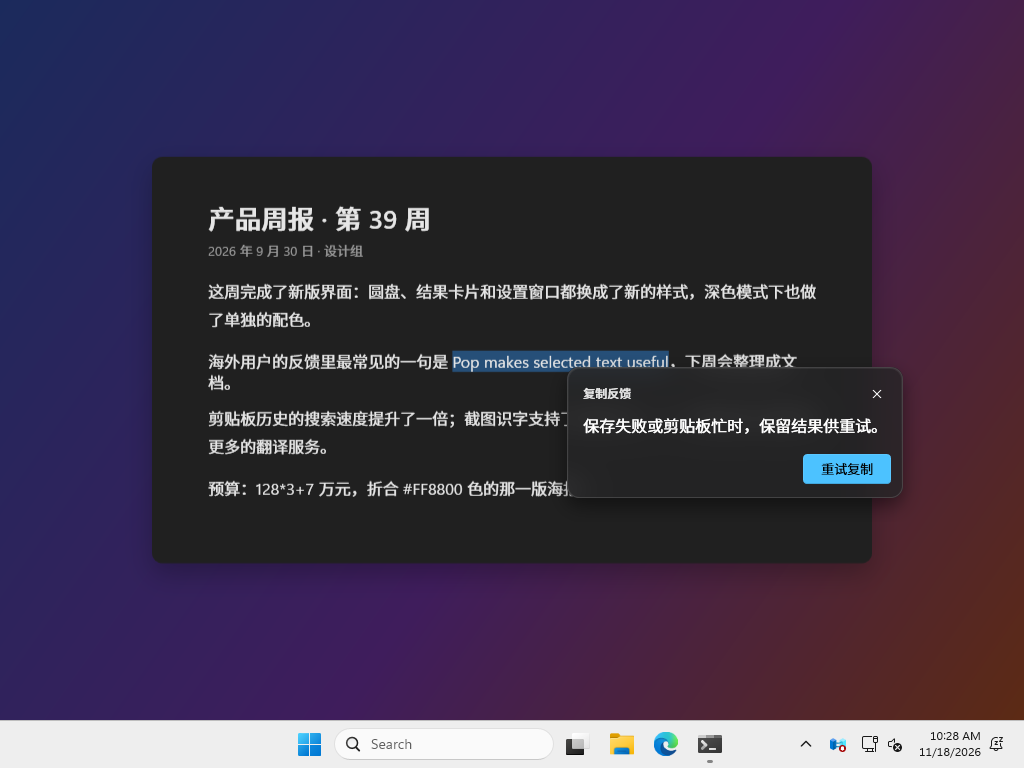 产品周报 · 第 39 周
2026 年 9 月 30 日 · 设计组
这周完成了新版界面：圆盘、结果卡片和设置窗口都换成了新的样式，深色模式下也做
了单独的配色。
海外用户的反馈里最常见的一句是 Pop makes selected text useful，下周会整理成文
档。
剪贴板历史的搜索速度提升了一倍；截图识字支持了
更多的翻译服务。
预算：128*3+7 万元，折合 #FF8800 色的那一版海报
复制反馈
保存失败或剪贴板忙时，保留结果供重试。
重试复制
Search
10:28 AM
11/18/2026